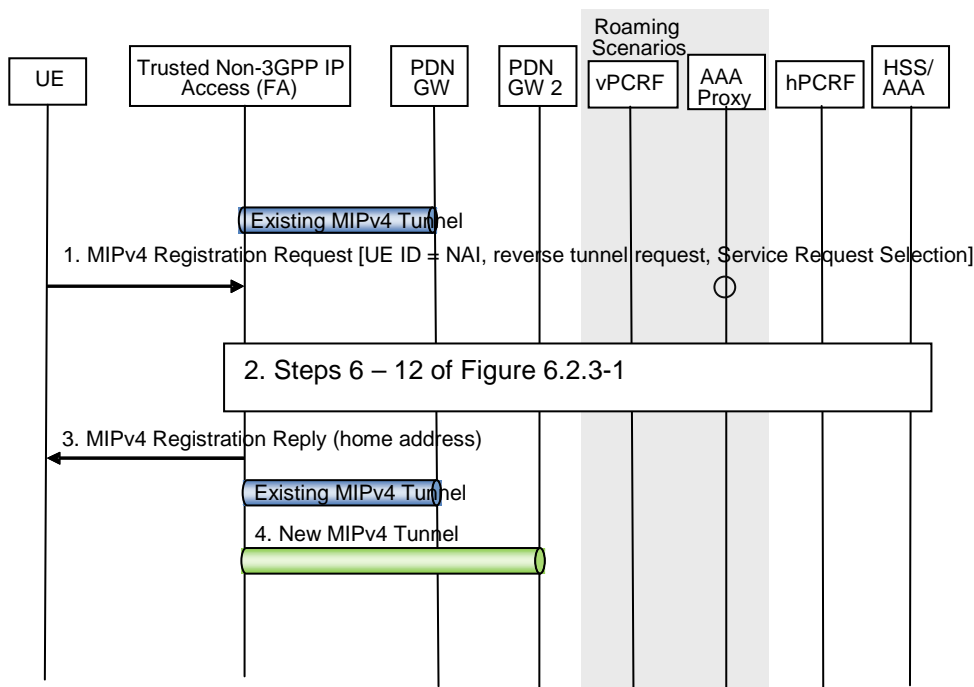 Roaming
Scenarios
UE
Trusted Non-3GPP IP
Access (FA)
PDN
GW
PDN
GW 2
vPCRF
AAA
Proxy
hPCRF
HSS/
AAA
Existing MIPv4 Tunnel
1. MIPv4 Registration Request [UE ID = NAI, reverse tunnel request, Service Request Selection]
2. Steps 6 – 12 of Figure 6.2.3-1
3. MIPv4 Registration Reply (home address)
Existing MIPv4 Tunnel
4. New MIPv4 Tunnel